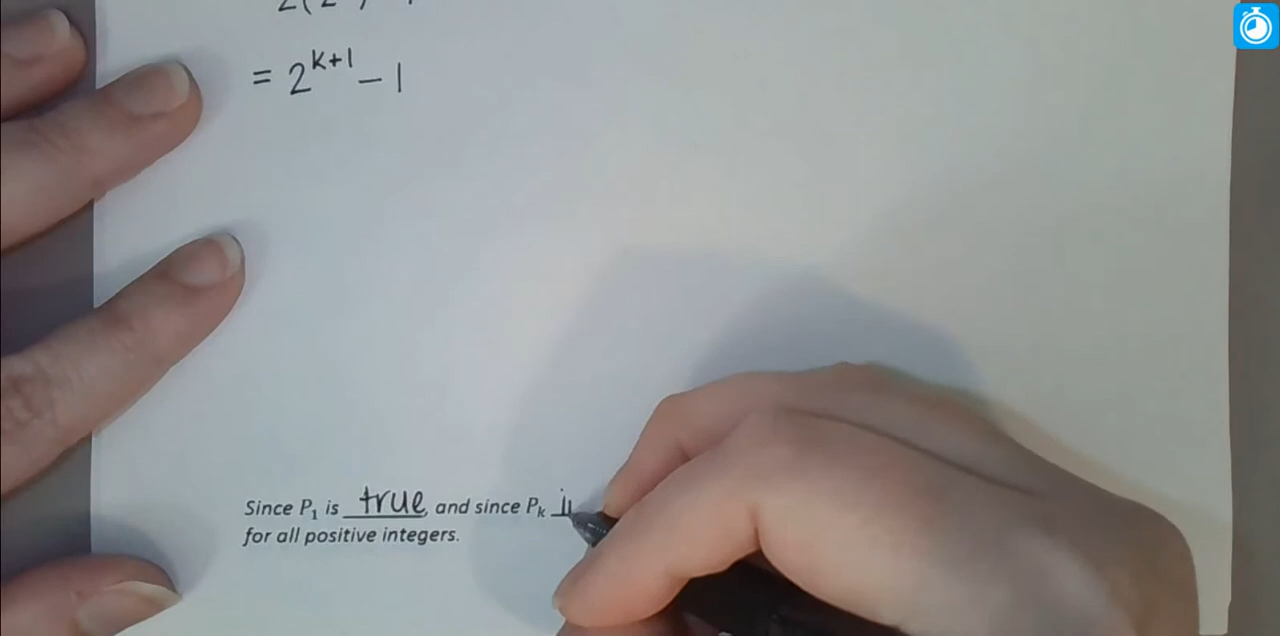 = 2^{k+1} - 1
Since P₁ is true, and since Pₖ
for all positive integers.